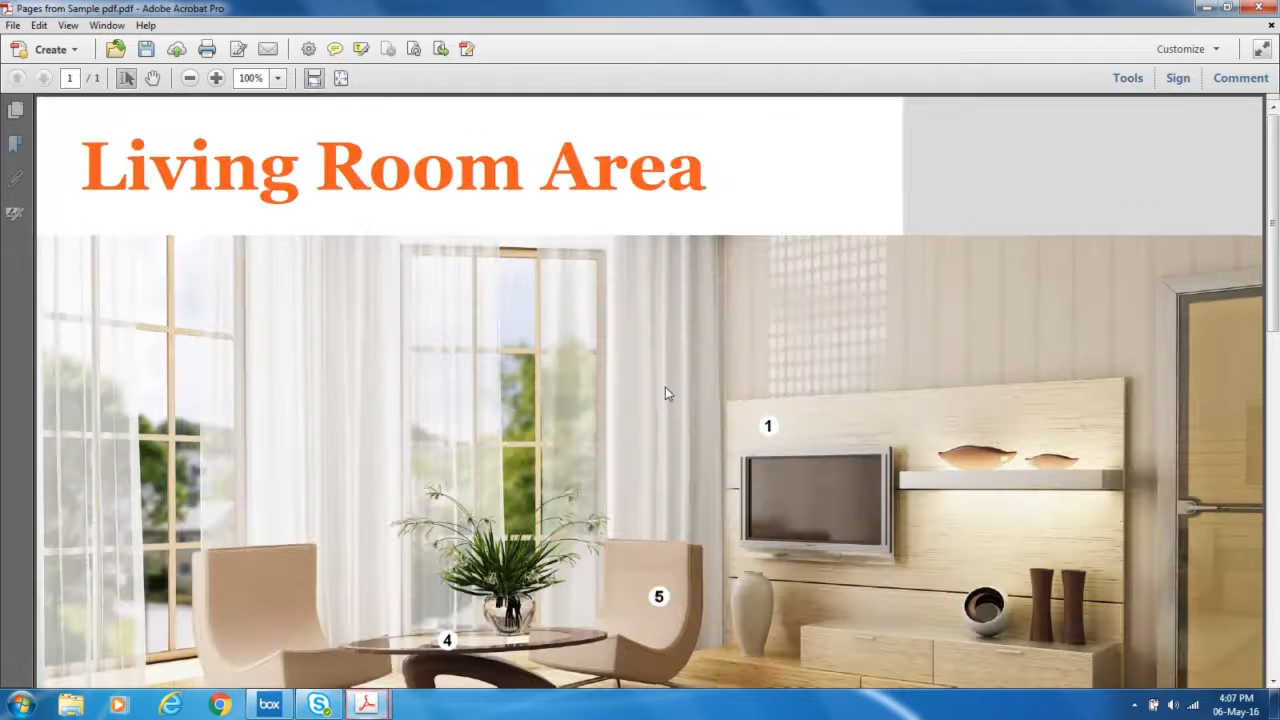 Pages from Sample pdf.pdf - Adobe Acrobat Pro
File Edit View Window Help
Create Customize
1 / 1 100% Tools Sign Comment
Living Room Area
1
5
4
box
4:07 PM
06-May-16